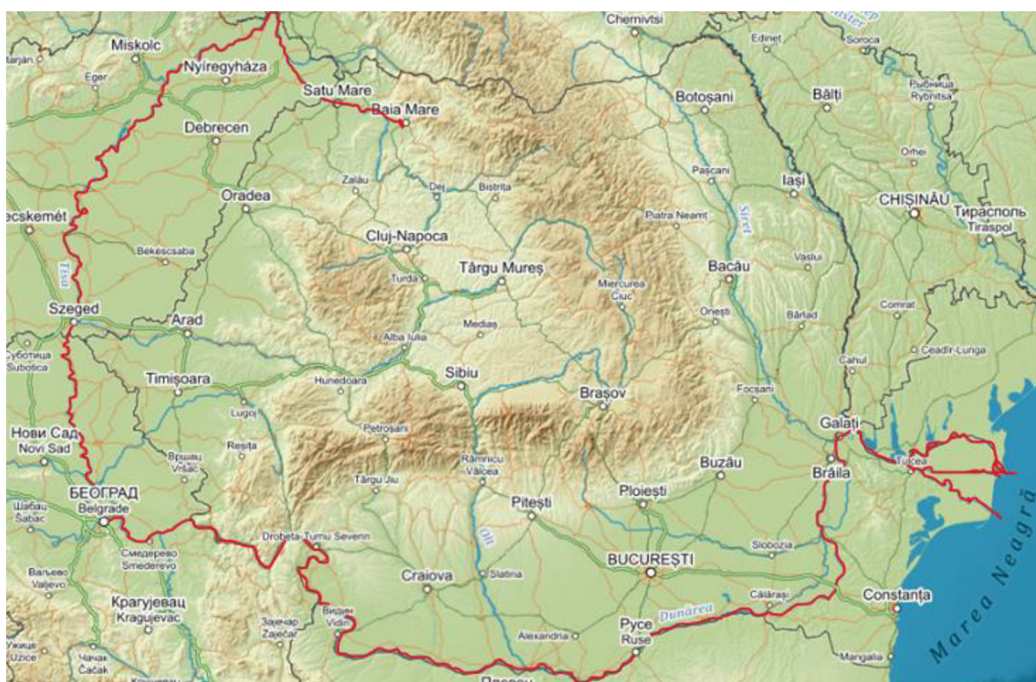 Chernivtsi
Edineț
Soroca
Miskolc
Eger
Nyíregyháza
Satu Mare
Baia Mare
Botoșani
Bălți
Рыбница
Rybnitsa
Debrecen
Orhei
Pașcani
Iași
Zalău
Dej
Bistrița
Oradea
CHIȘINĂU
Тирасполь
Tiraspol
ecskemét
Piatra Neamț
Siret
Cluj-Napoca
Békéscsaba
Vaslui
Tisa
Turda
Târgu Mureș
Bacău
Miercurea
Ciuc
Szeged
Comrat
Onești
Bârlad
Arad
Alba Iulia
Mediaș
Суботица
Subotica
Ceadîr-Lunga
Cahul
Timișoara
Hunedoara
Sibiu
Brașov
Focșani
Lugoj
Galați
Нови Сад
Novi Sad
Petroșani
Reșița
Вршац
Vršac
Râmnicu
Vâlcea
Tulcea
Brăila
Buzău
Târgu Jiu
БЕОГРАД
Belgrade
Pitești
Ploiești
Шабац
Šabac
Drobeta-Turnu Severin
Olt
Смедерево
Smederevo
Slobozia
BUCUREȘTI
Ваљево
Valjevo
Craiova
Slatina
Călărași
Constanța
Крагујевац
Kragujevac
Видин
Vidin
Dunărea
Зајечар
Zaječar
Русе
Ruse
Alexandria
Marea Neagră
Ужице
Uzice
Чачак
Čačak
Mangalia